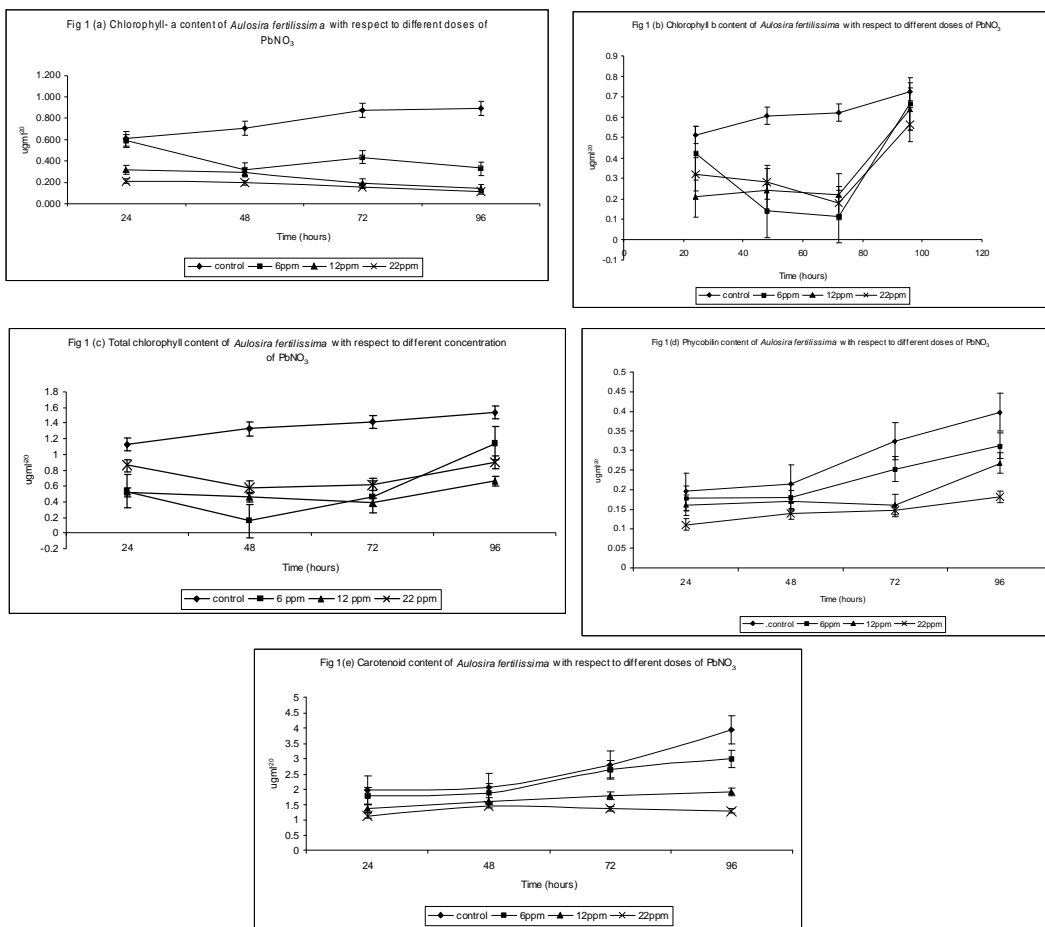 Fig 1 (a) Chlorophyll- a content of Aulosira fertilissima with respect to different doses of
PbNO3
ugml20
1.200
1.000
0.800
0.600
0.400
0.200
0.000
24 48 72 96
Time (hours)
control 6ppm 12ppm 22ppm
Fig 1 (b) Chlorophyll b content of Aulosira fertilissima with respect to different doses of PbNO3
ugml20
0.9
0.8
0.7
0.6
0.5
0.4
0.3
0.2
0.1
0
-0.1
0 20 40 60 80 100 120
Time (hours)
control 6ppm 12ppm 22ppm
Fig 1 (c) Total chlorophyll content of Aulosira fertilissima with respect to different concentration
of PbNO3
ugml20
1.8
1.6
1.4
1.2
1
0.8
0.6
0.4
0.2
0
-0.2
24 48 72 96
Time (hours)
control 6 ppm 12 ppm 22 ppm
Fig 1(d) Phycobilin content of Aulosira fertilissima with respect to different doses of PbNO3
ugml20
0.5
0.45
0.4
0.35
0.3
0.25
0.2
0.15
0.1
0.05
0
24 48 72 96
Time (hours)
.control 6ppm 12ppm 22ppm
Fig 1(e) Carotenoid content of Aulosira fertilissima with respect to different doses of PbNO3
ugml20
5
4.5
4
3.5
3
2.5
2
1.5
1
0.5
0
24 48 72 96
Time (hours)
control 6ppm 12ppm 22ppm